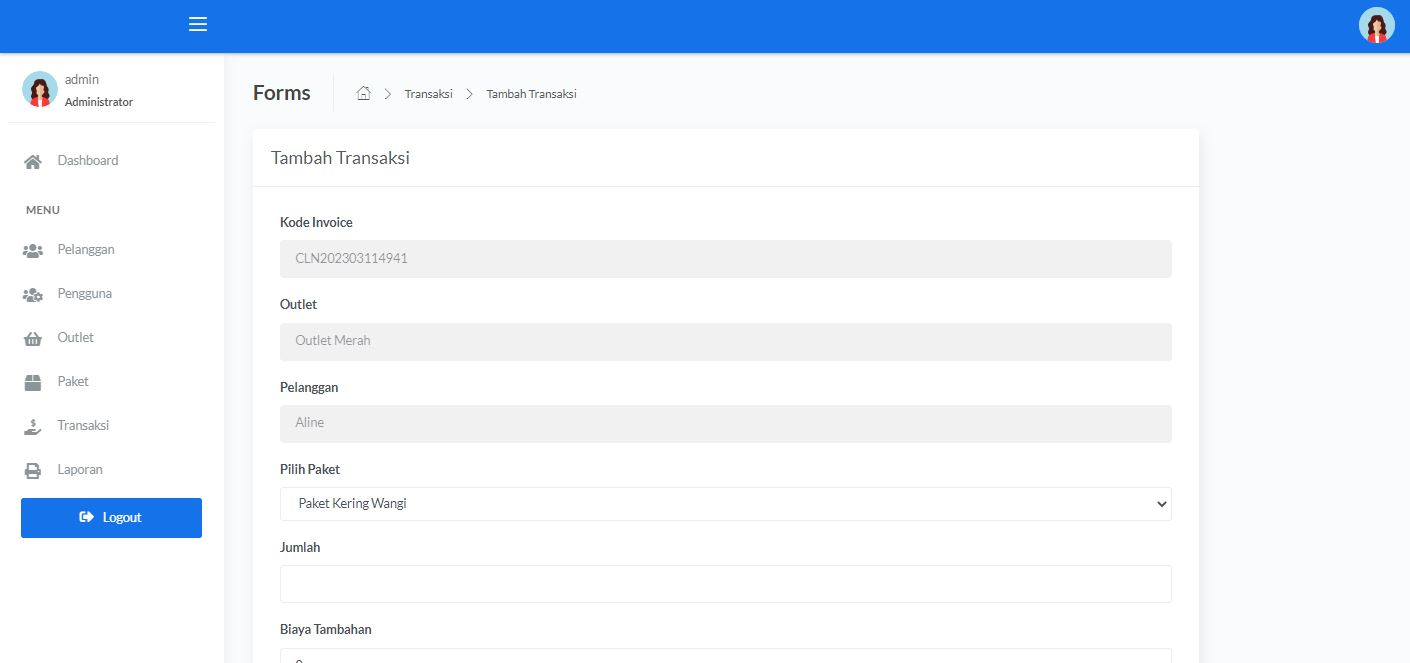 admin
Administrator
Dashboard
MENU
Pelanggan
Pengguna
Outlet
Paket
Transaksi
Laporan
Logout
Forms
Transaksi
Tambah Transaksi
Tambah Transaksi
Kode Invoice
CLN202303114941
Outlet
Outlet Merah
Pelanggan
Aline
Pilih Paket
Paket Kering Wangi
Jumlah
Biaya Tambahan